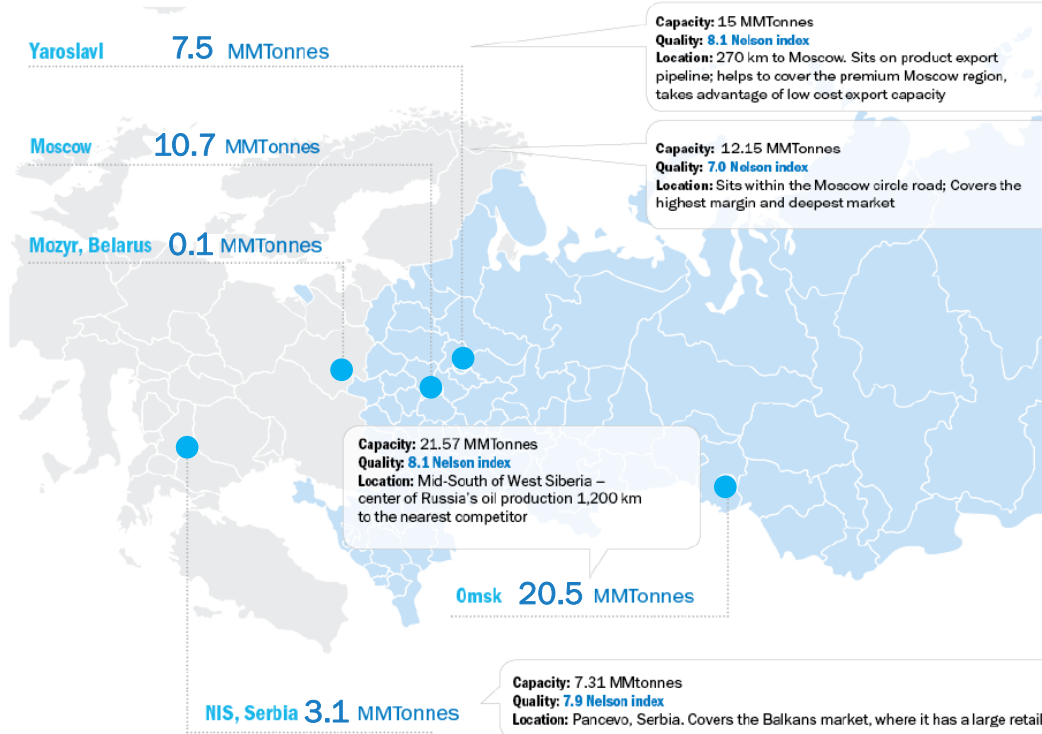 Yaroslavl 7.5 MMTonnes
Capacity: 15 MMTonnes
Quality: 8.1 Nelson index
Location: 270 km to Moscow. Sits on product export
pipeline; helps to cover the premium Moscow region,
takes advantage of low cost export capacity
Moscow 10.7 MMTonnes
Capacity: 12.15 MMTonnes
Quality: 7.0 Nelson index
Location: Sits within the Moscow circle road; Covers the
highest margin and deepest market
Mozyr, Belarus 0.1 MMTonnes
Capacity: 21.57 MMTonnes
Quality: 8.1 Nelson index
Location: Mid-South of West Siberia –
center of Russia's oil production 1,200 km
to the nearest competitor
Omsk 20.5 MMTonnes
NIS, Serbia 3.1 MMTonnes
Capacity: 7.31 MMtonnes
Quality: 7.9 Nelson index
Location: Pancevo, Serbia. Covers the Balkans market, where it has a large retail